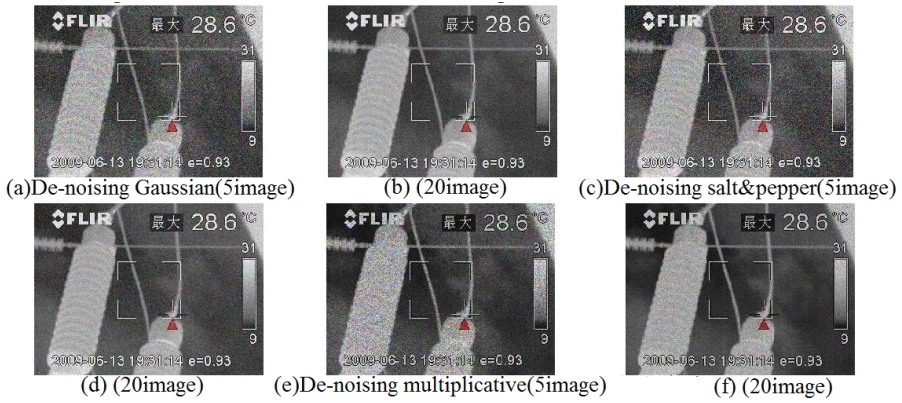 FLIR 最大 28.6 °C
31
9
2009-06-13 19:31:14 e=0.93
FLIR 最大 28.6 °C
31
9
2009-06-13 19:31:14 e=0.93
FLIR 最大 28.6 °C
31
9
2009-06-13 19:31:14 e=0.93
(a)De-noising Gaussian(5image)
(b) (20image)
(c)De-noising salt&pepper(5image)
FLIR 最大 28.6 °C
31
9
2009-06-13 19:31:14 e=0.93
FLIR 最大 28.6 °C
31
9
2009-06-13 19:31:14 e=0.93
FLIR 最大 28.6 °C
31
9
2009-06-13 19:31:14 e=0.93
(d) (20image)
(e)De-noising multiplicative(5image)
(f) (20image)